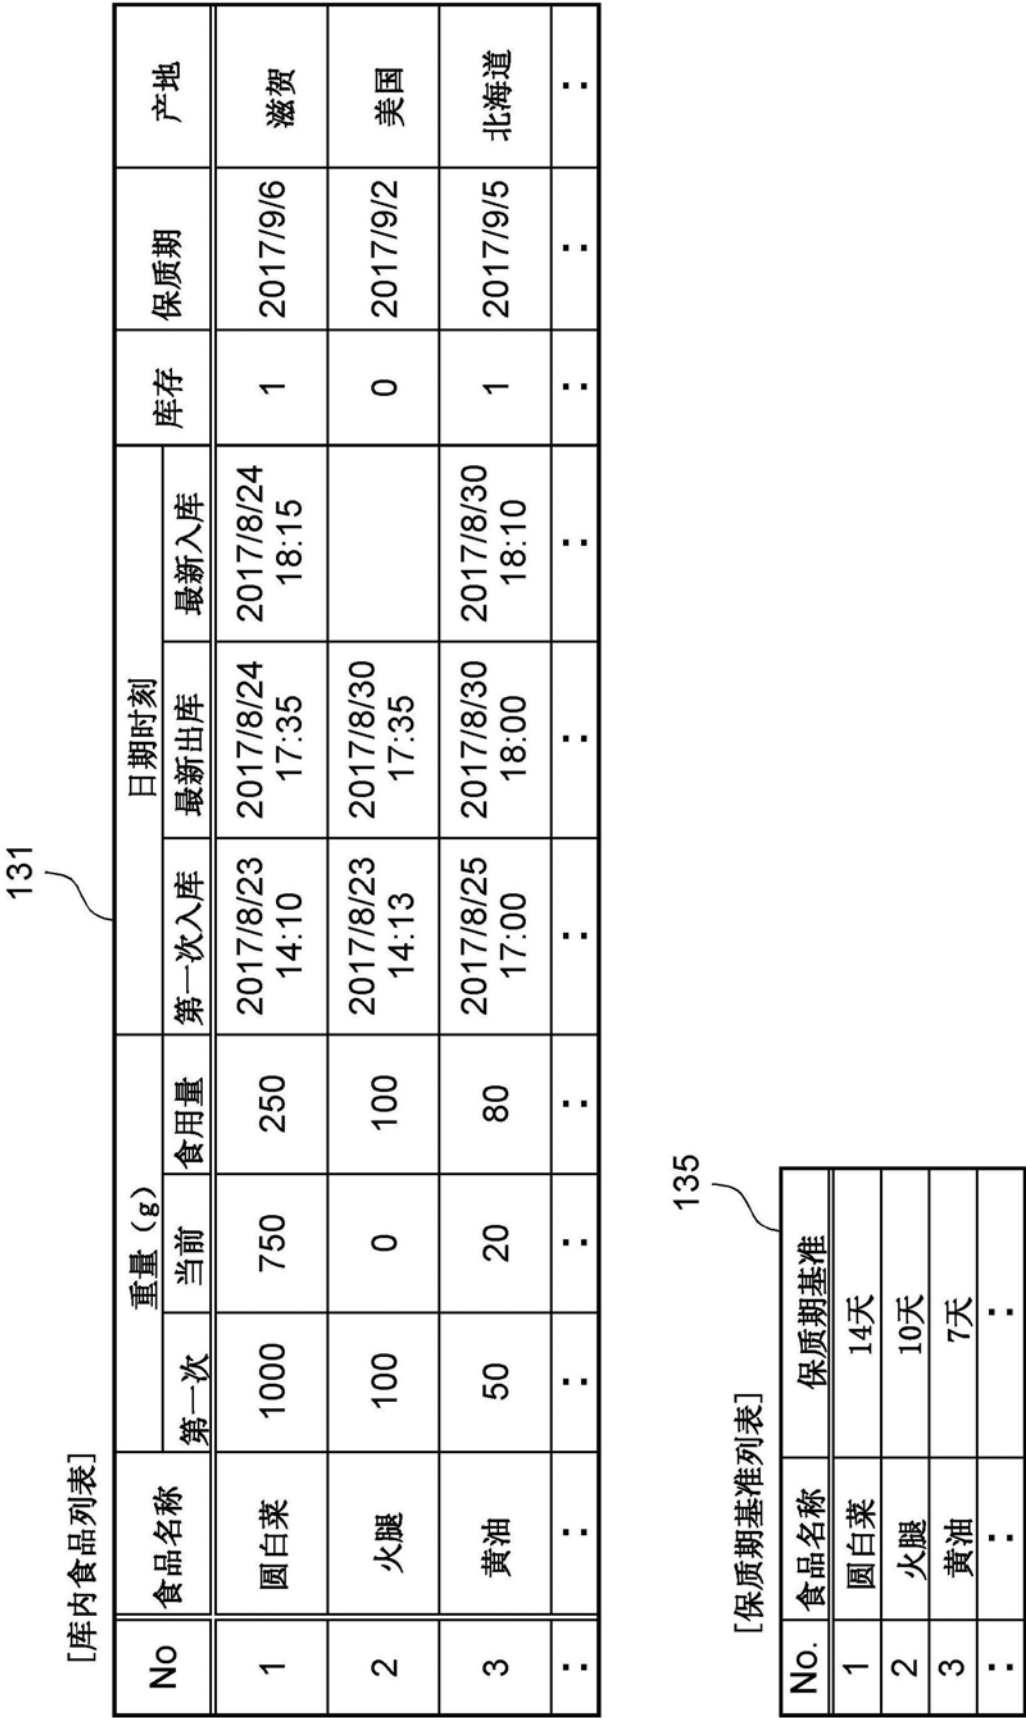 131
[库内食品列表]
No 食品名称 重量（g） 日期时刻 库存 保质期 产地
第一次 当前 食用量 第一次入库 最新出库 最新入库
1 圆白菜 1000 750 250 2017/8/23 14:10 2017/8/24 17:35 2017/8/24 18:15 1 2017/9/6 滋贺
2 火腿 100 0 100 2017/8/23 14:13 2017/8/30 17:35 0 2017/9/2 美国
3 黄油 50 20 80 2017/8/25 17:00 2017/8/30 18:00 2017/8/30 18:10 1 2017/9/5 北海道
: : : : : : : : : : :
135
[保质期基准列表]
No. 食品名称 保质期基准
1 圆白菜 14天
2 火腿 10天
3 黄油 7天
: : :